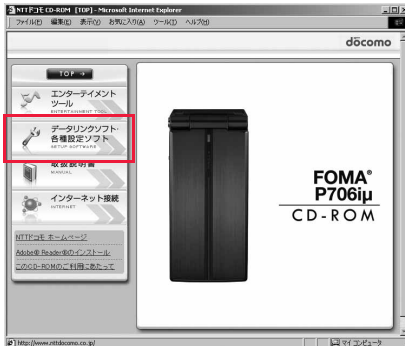 NTTドコモ CD-ROM [TOP] - Microsoft Internet Explorer
ファイル(F) 編集(E) 表示(V) お気に入り(A) ツール(T) ヘルプ(H)
döcomo
TOP →
エンターテイメント
ツール
ENTERTAINMENT TOOL
データリンクソフト・
各種設定ソフト
SETUP SOFTWARE
取扱説明書
MANUAL
インターネット接続
INTERNET
NTTドコモ ホームページ
Adobe® Reader®のインストール
このCD-ROMのご利用にあたって
FOMA®
P706iμ
CD-ROM
http://www.nttdocomo.co.jp/
マイ コンピュータ